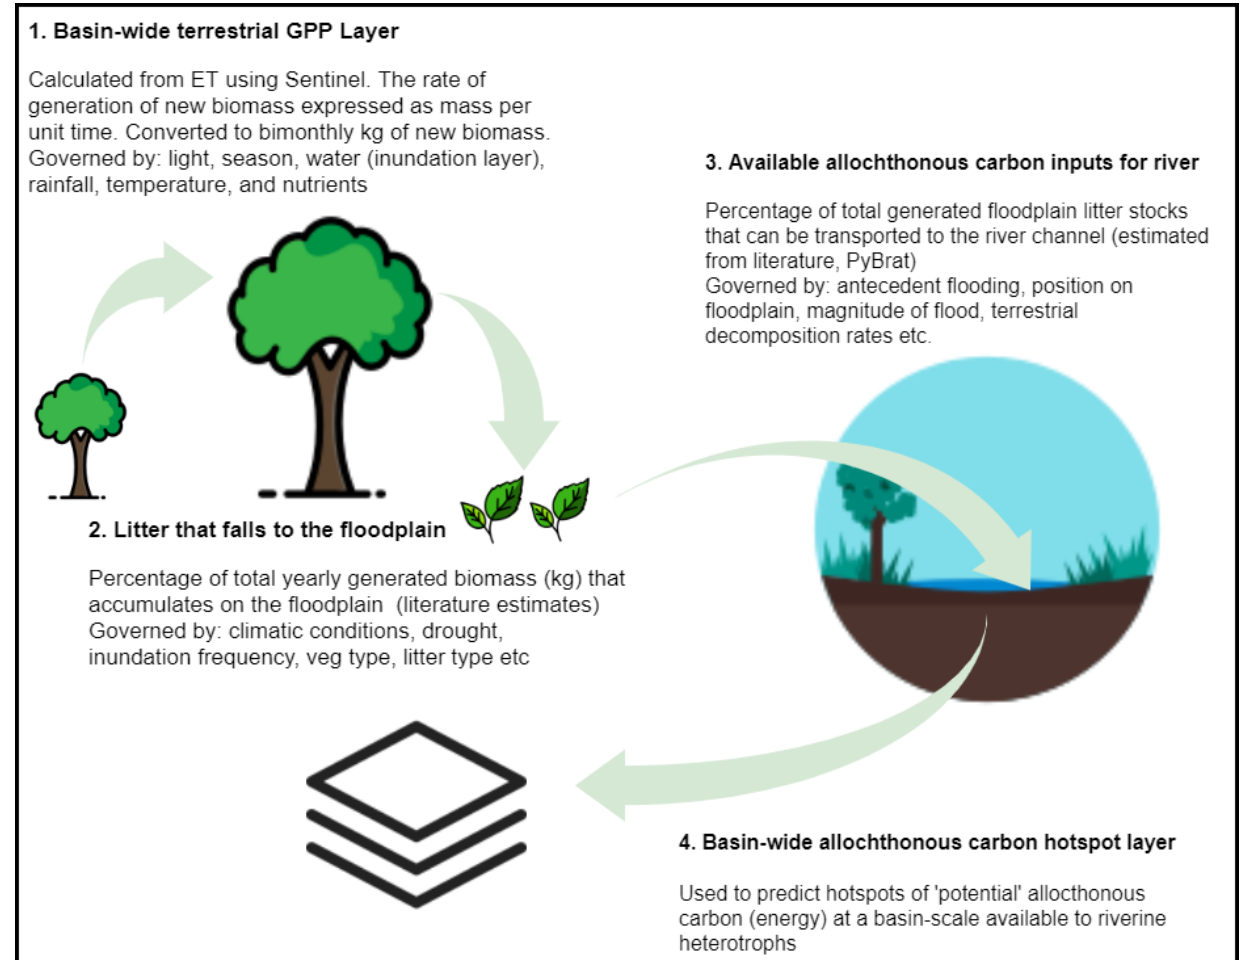 1. Basin-wide terrestrial GPP Layer
Calculated from ET using Sentinel. The rate of
generation of new biomass expressed as mass per
unit time. Converted to bimonthly kg of new biomass.
Governed by: light, season, water (inundation layer),
rainfall, temperature, and nutrients
2. Litter that falls to the floodplain
Percentage of total yearly generated biomass (kg) that
accumulates on the floodplain (literature estimates)
Governed by: climatic conditions, drought,
inundation frequency, veg type, litter type etc
3. Available allochthonous carbon inputs for river
Percentage of total generated floodplain litter stocks
that can be transported to the river channel (estimated
from literature, PyBrat)
Governed by: antecedent flooding, position on
floodplain, magnitude of flood, terrestrial
decomposition rates etc.
4. Basin-wide allochthonous carbon hotspot layer
Used to predict hotspots of 'potential' allocthonous
carbon (energy) at a basin-scale available to riverine
heterotrophs